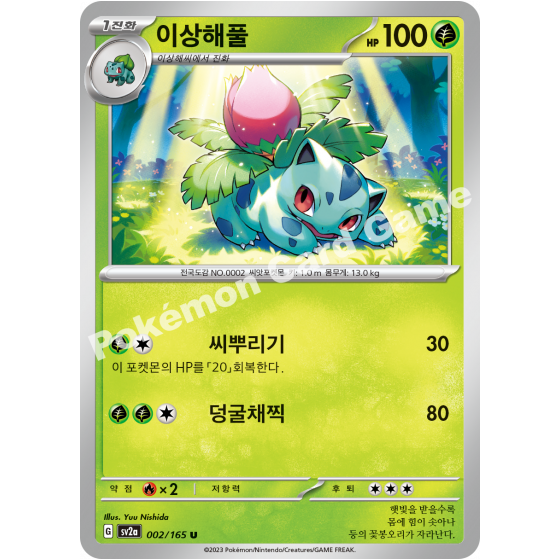 1진화
이상해풀
HP 100
이상해씨에서 진화
전국도감 NO.0002 씨앗포켓몬 키: 1.0 m 몸무게: 13.0 kg
Pokémon Card Game
씨뿌리기 30
이 포켓몬의 HP를 「20」회복한다.
덩굴채찍 80
약점 ×2 저항력 후퇴
Illus. Yuu Nishida
G sv2a 002/165 U
햇빛을 받을수록
몸에 힘이 솟아나
등의 꽃봉오리가 자라난다.
©2023 Pokémon/Nintendo/Creatures/GAME FREAK.